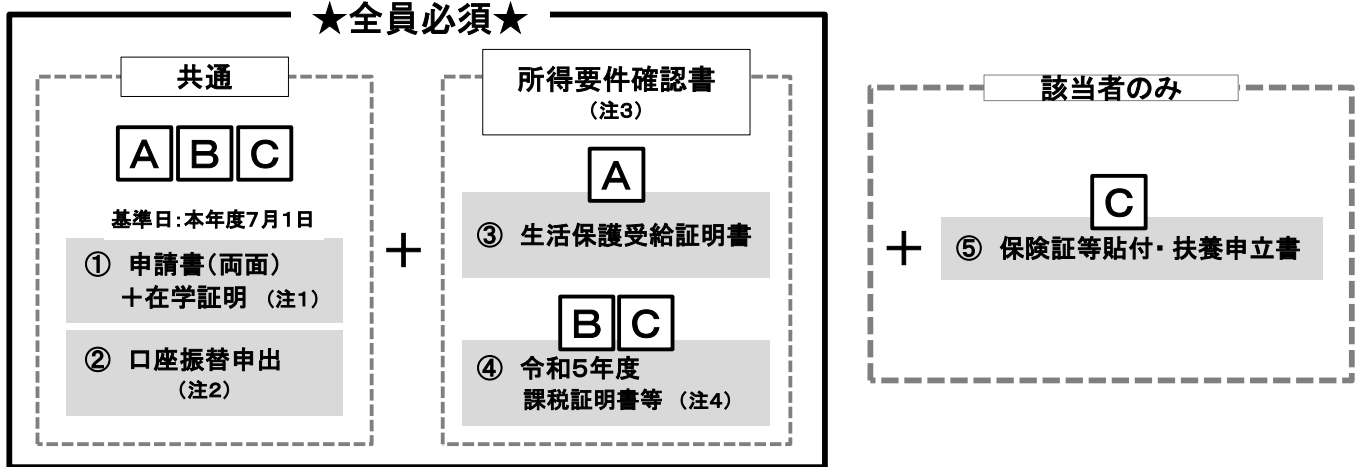 ★全員必須★
共通
A B C
基準日:本年度7月1日
① 申請書(両面)
+在学証明 (注1)
② 口座振替申出
(注2)
+
所得要件確認書
(注3)
A
③ 生活保護受給証明書
B C
④ 令和5年度
課税証明書等 (注4)
+
該当者のみ
C
⑤ 保険証等貼付・扶養申立書